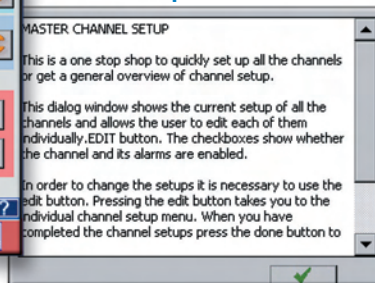 MASTER CHANNEL SETUP
This is a one stop shop to quickly set up all the channels
or get a general overview of channel setup.
This dialog window shows the current setup of all the
channels and allows the user to edit each of them
individually.EDIT button. The checkboxes show whether
the channel and its alarms are enabled.
In order to change the setups it is necessary to use the
edit button. Pressing the edit button takes you to the
individual channel setup menu. When you have
completed the channel setups press the done button to
?